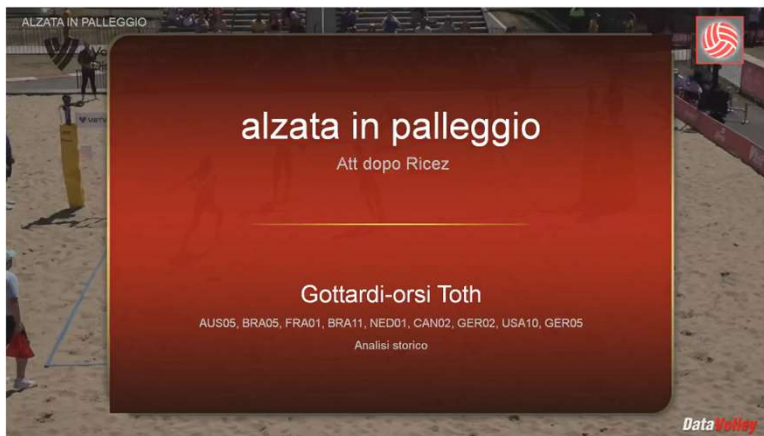 ALZATA IN PALLEGGIO
alzata in palleggio
Att dopo Ricez
Gottardi-orsi Toth
AUS05, BRA05, FRA01, BRA11, NED01, CAN02, GER02, USA10, GER05
Analisi storico
DataVolley